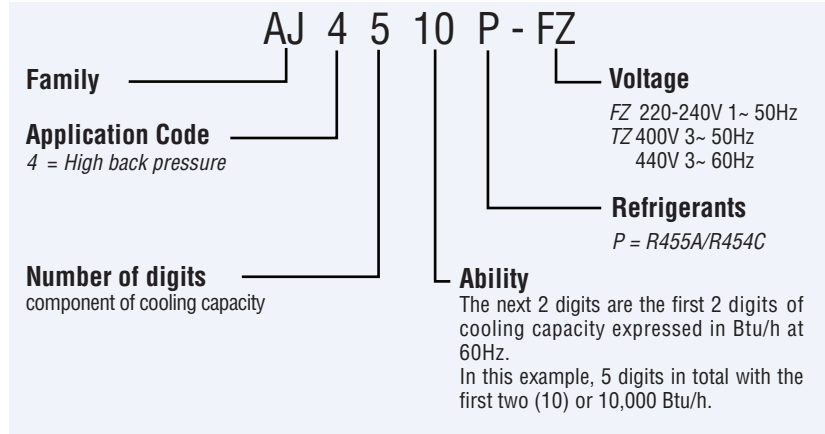 AJ 4 5 10 P - FZ
Family
Application Code
4 = High back pressure
Number of digits
component of cooling capacity
Voltage
FZ 220-240V 1~ 50Hz
TZ 400V 3~ 50Hz
440V 3~ 60Hz
Refrigerants
P = R455A/R454C
Ability
The next 2 digits are the first 2 digits of
cooling capacity expressed in Btu/h at
60Hz.
In this example, 5 digits in total with the
first two (10) or 10,000 Btu/h.